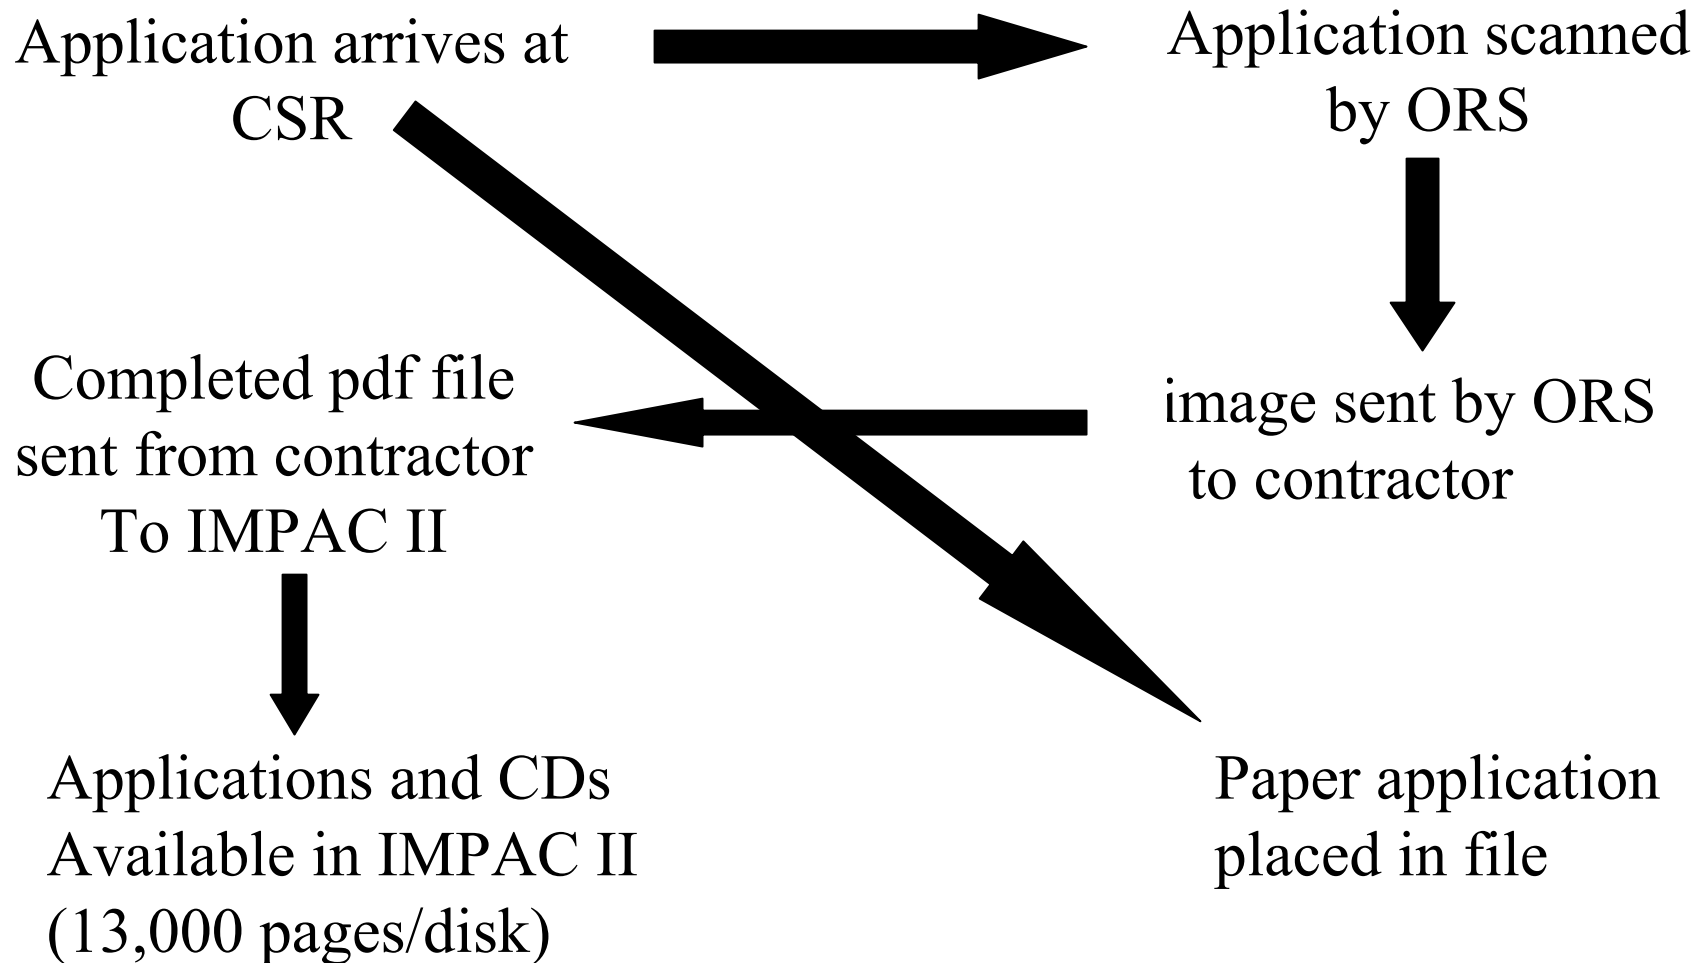 Application arrives at
CSR
Application scanned
by ORS
image sent by ORS
to contractor
Completed pdf file
sent from contractor
To IMPAC II
Applications and CDs
Available in IMPAC II
(13,000 pages/disk)
Paper application
placed in file